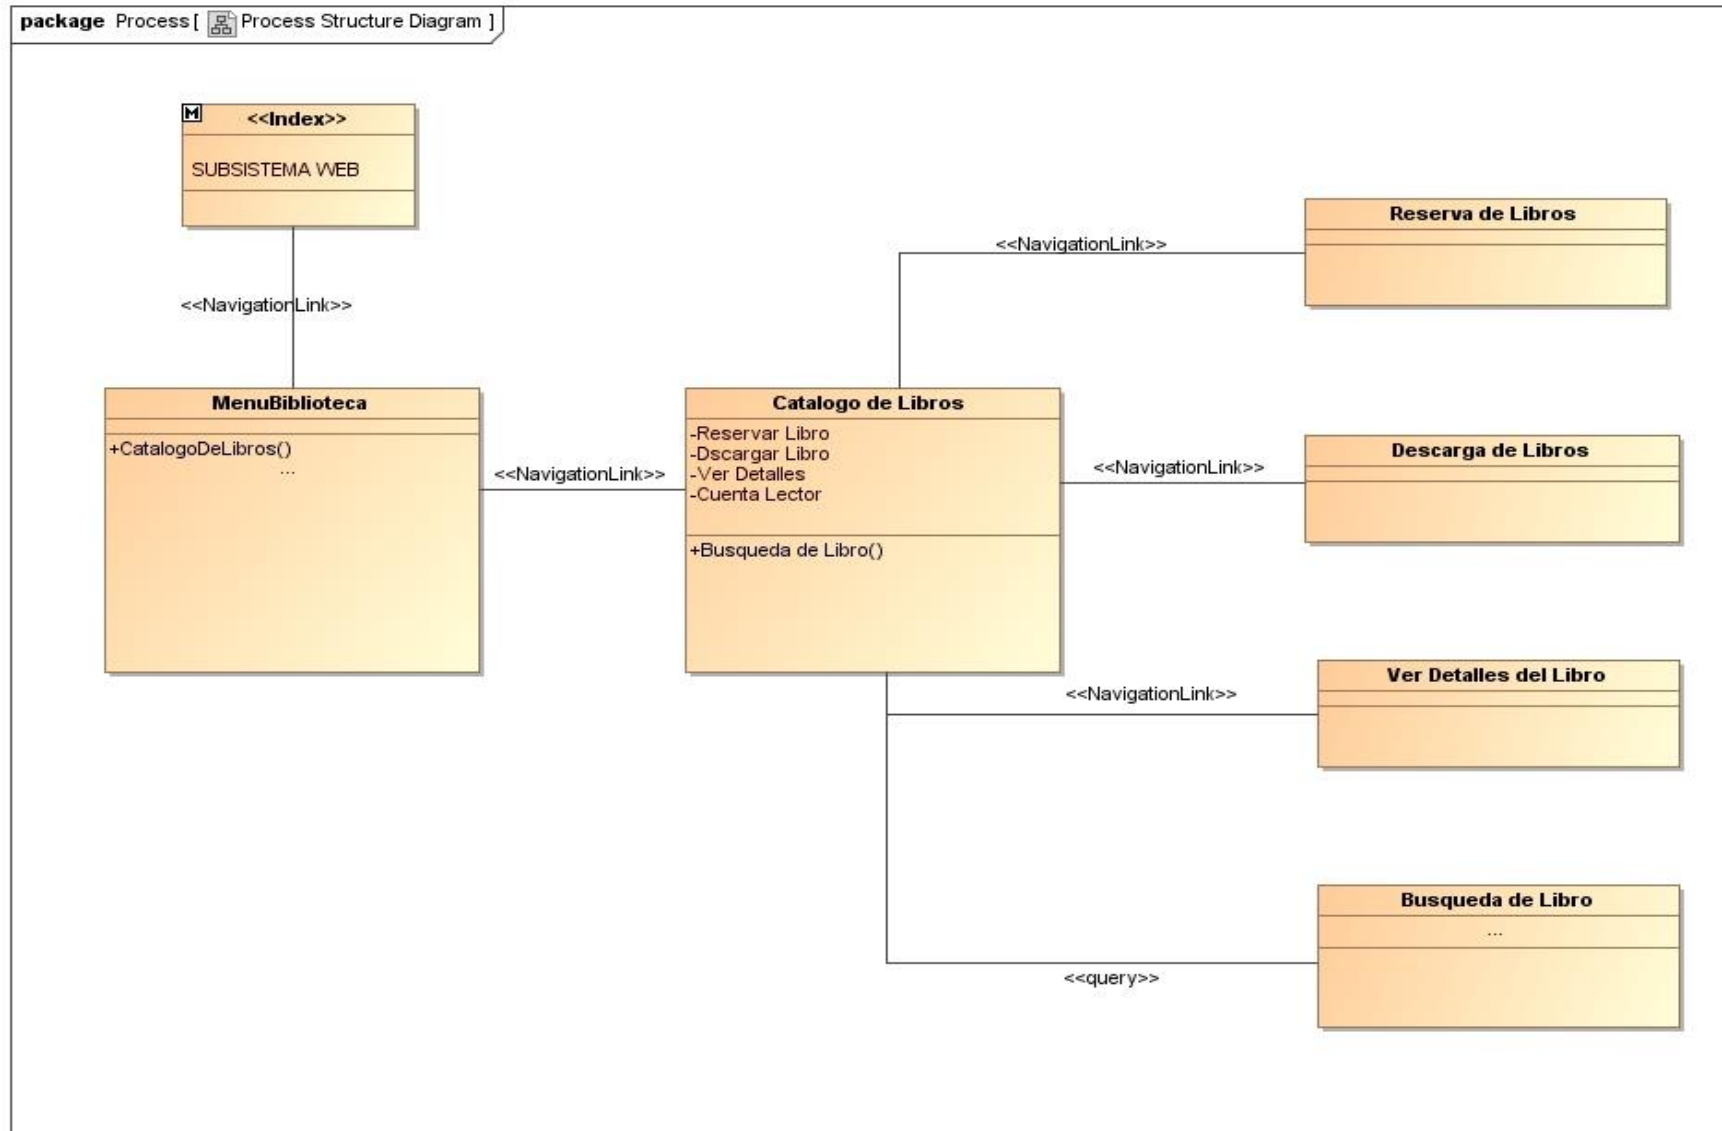 package Process [ Process Structure Diagram ]
M
<<Index>>
SUBSISTEMA WEB
<<NavigationLink>>
MenuBiblioteca
+CatalogoDeLibros()
...
<<NavigationLink>>
Catalogo de Libros
-Reservar Libro
-Dscargar Libro
-Ver Detalles
-Cuenta Lector
+Busqueda de Libro()
<<NavigationLink>>
Reserva de Libros
<<NavigationLink>>
Descarga de Libros
<<NavigationLink>>
Ver Detalles del Libro
<<query>>
Busqueda de Libro
...